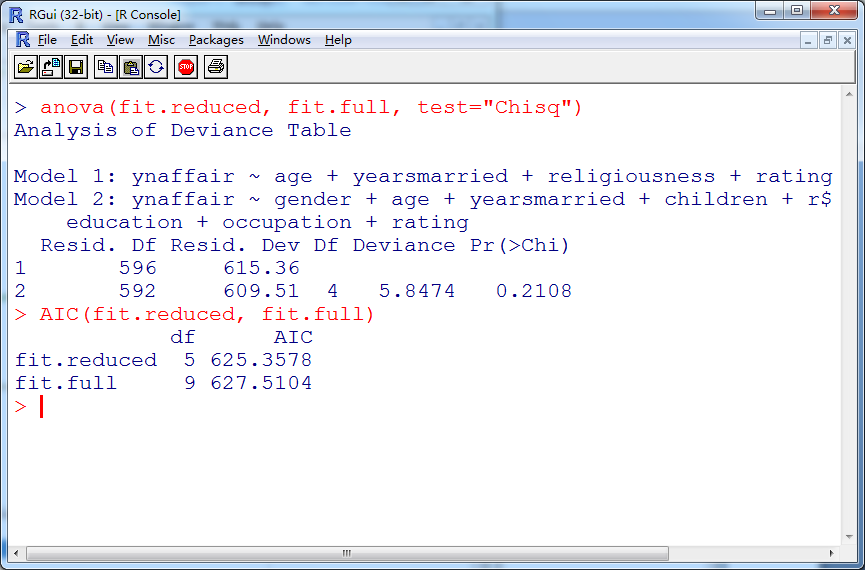 RGui (32-bit) - [R Console]
File Edit View Misc Packages Windows Help
STOP
> anova(fit.reduced, fit.full, test="Chisq")
Analysis of Deviance Table
Model 1: ynaffair ~ age + yearsmarried + religiousness + rating
Model 2: ynaffair ~ gender + age + yearsmarried + children + r$
education + occupation + rating
Resid. Df Resid. Dev Df Deviance Pr(>Chi)
1 596 615.36
2 592 609.51 4 5.8474 0.2108
> AIC(fit.reduced, fit.full)
df AIC
fit.reduced 5 625.3578
fit.full 9 627.5104
>